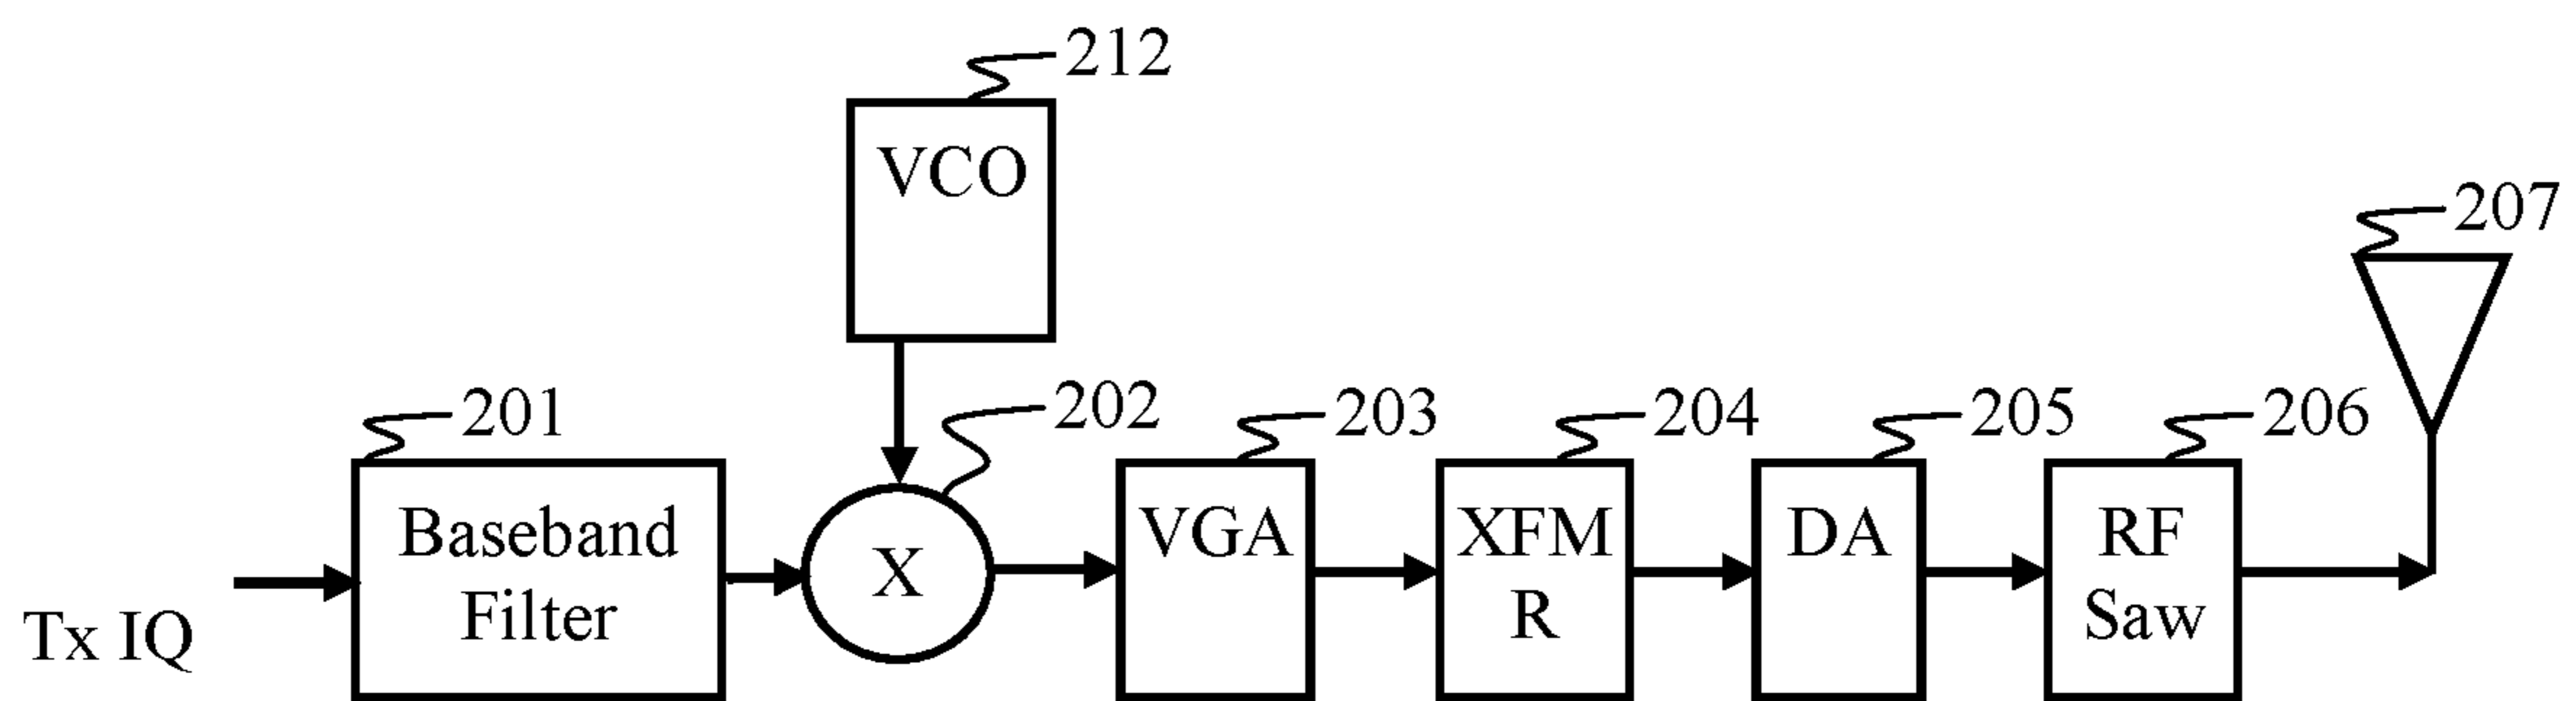 212
VCO
207
201
202
203
204
205
206
Baseband
Filter
X
VGA
XFM
R
DA
RF
Saw
Tx IQ